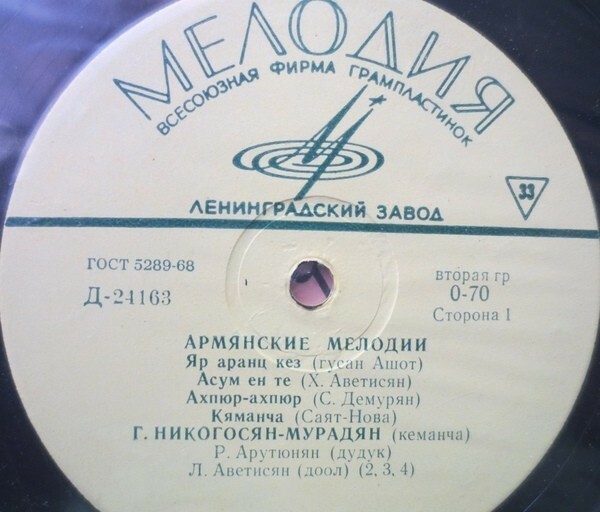 МЕЛОДИЯ
ВСЕСОЮЗНАЯ ФИРМА ГРАМПЛАСТИНОК
ЛЕНИНГРАДСКИЙ ЗАВОД
33
ГОСТ 5289-68
Д-24163
вторая гр
0-70
Сторона 1
АРМЯНСКИЕ МЕЛОДИИ
Яр аранц кез (гусан Ашот)
Асум ен те (Х. Аветисян)
Ахпюр-ахпюр (С. Демурян)
Кяманча (Саят-Нова)
Г. НИКОГОСЯН-МУРАДЯН (кеманча)
Р. Арутюнян (дудук)
Л. Аветисян (доол) (2, 3, 4)